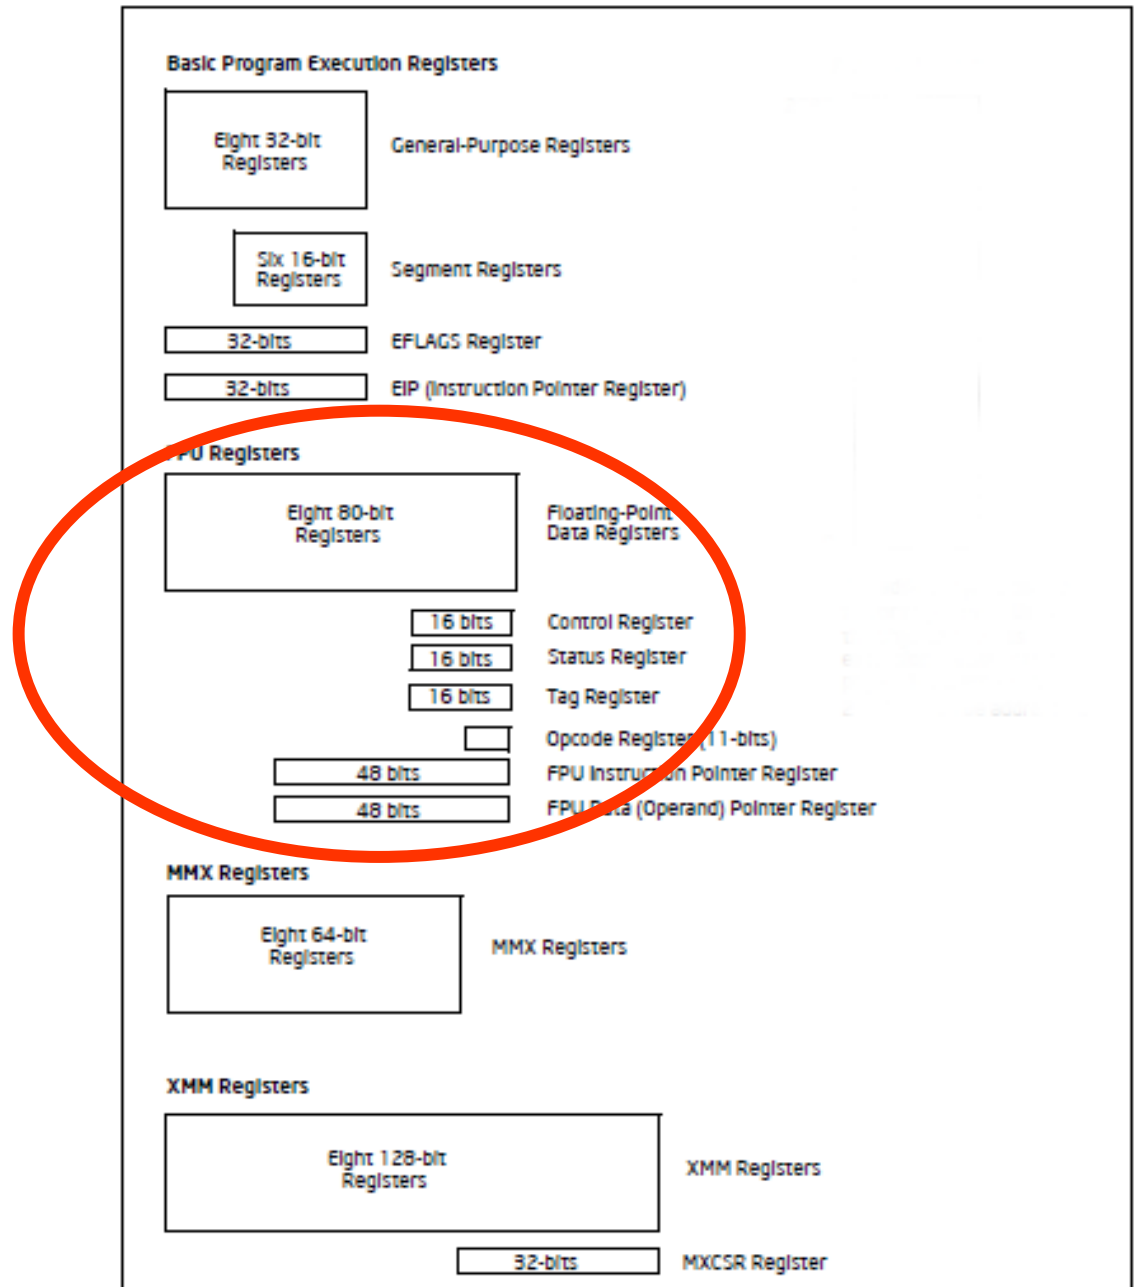 Basic Program Execution Registers
Eight 32-bit
Registers
General-Purpose Registers
Six 16-bit
Registers
Segment Registers
32-bits
EFLAGS Register
32-bits
EIP (Instruction Pointer Register)
FPU Registers
Eight 80-bit
Registers
Floating-Point
Data Registers
16 bits
Control Register
16 bits
Status Register
16 bits
Tag Register
Opcode Register (11-bits)
48 bits
FPU Instruction Pointer Register
48 bits
FPU Data (Operand) Pointer Register
MMX Registers
Eight 64-bit
Registers
MMX Registers
XMM Registers
Eight 128-bit
Registers
XMM Registers
32-bits
MXCSR Register